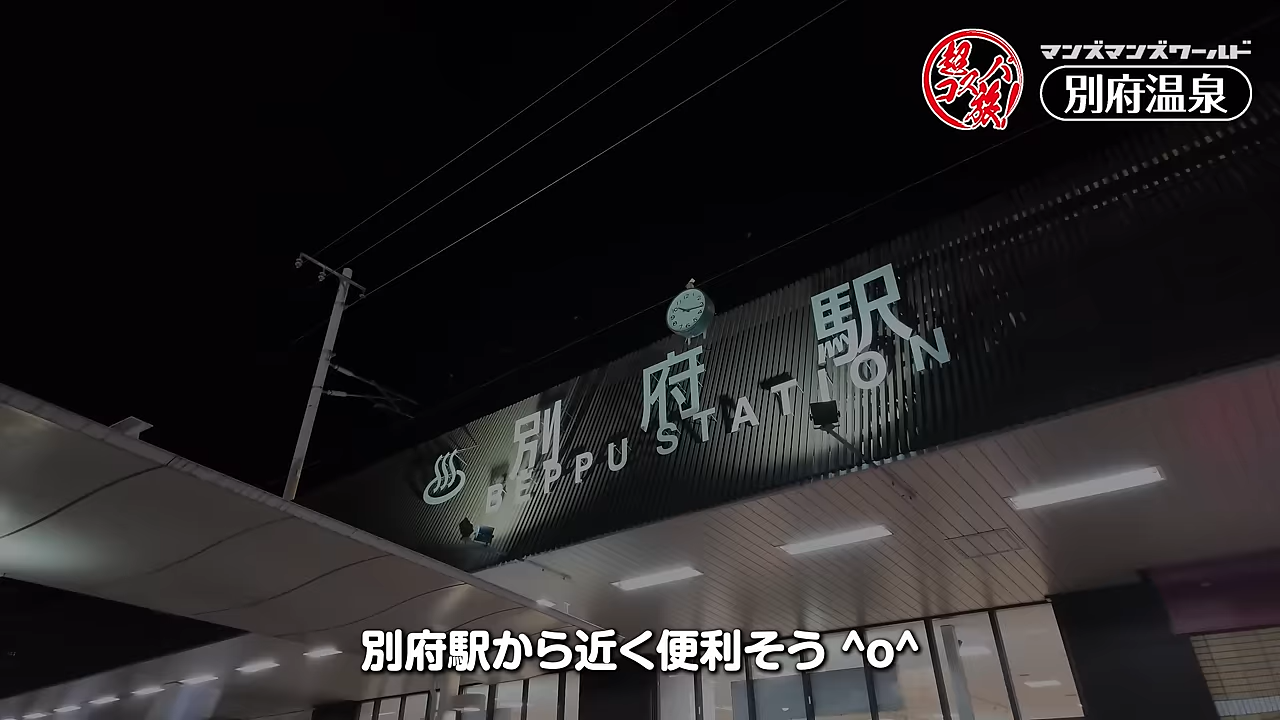 超コスパ旅!
マンズマンズワールド
別府温泉
別府駅
BEPPU STATION
別府駅から近く便利そう ^o^